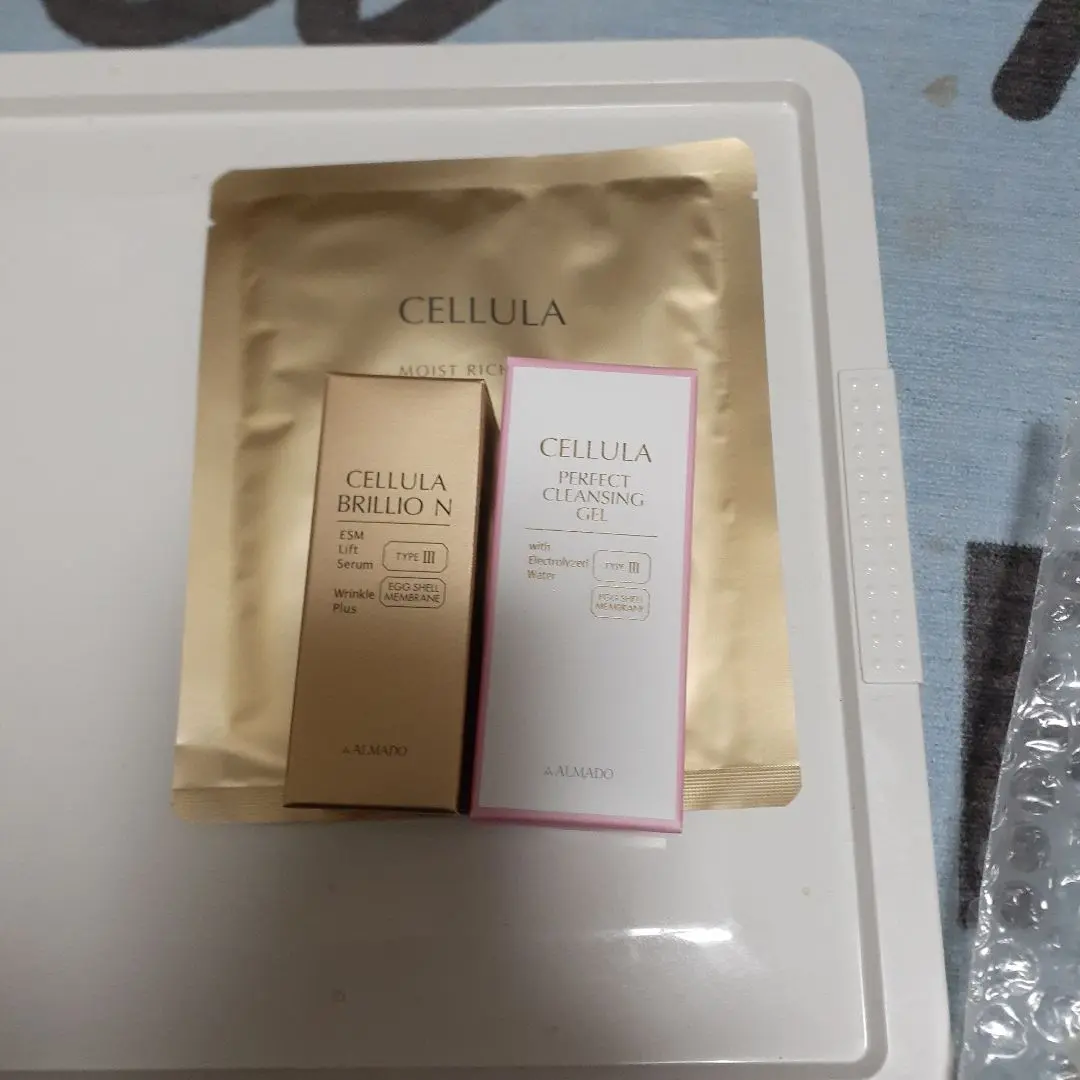 CELLULA
MOIST RICH
CELLULA
BRILLIO N
ESM
Lift
Serum
TYPE III
Wrinkle
Plus
EGG SHELL
MEMBRANE
ALMADO
CELLULA
PERFECT
CLEANSING
GEL
with
Electrolyzed
Water
TYPE III
EGG SHELL
MEMBRANE
ALMADO